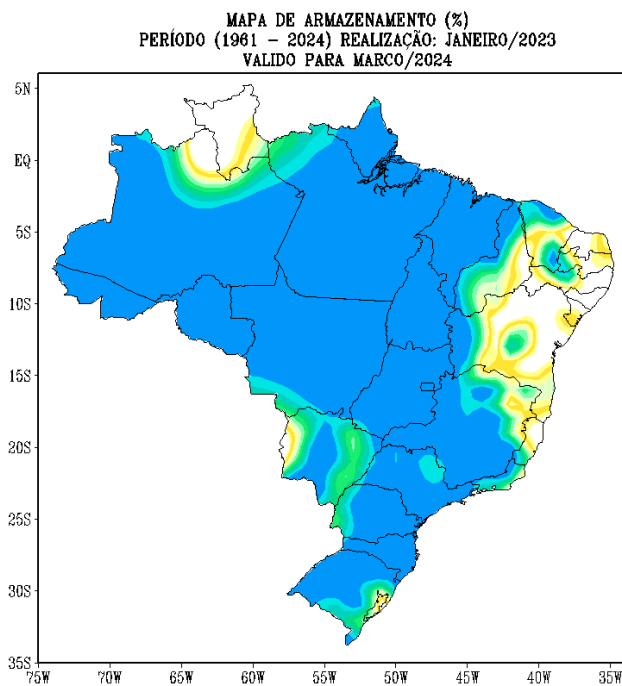 MAPA DE ARMAZENAMENTO (%)
PERÍODO (1961 – 2024) REALIZAÇÃO: JANEIRO/2023
VALIDO PARA MARCO/2024
5N
EQ
5S
10S
15S
20S
25S
30S
35S
75W 70W 65W 60W 55W 50W 45W 40W 35W